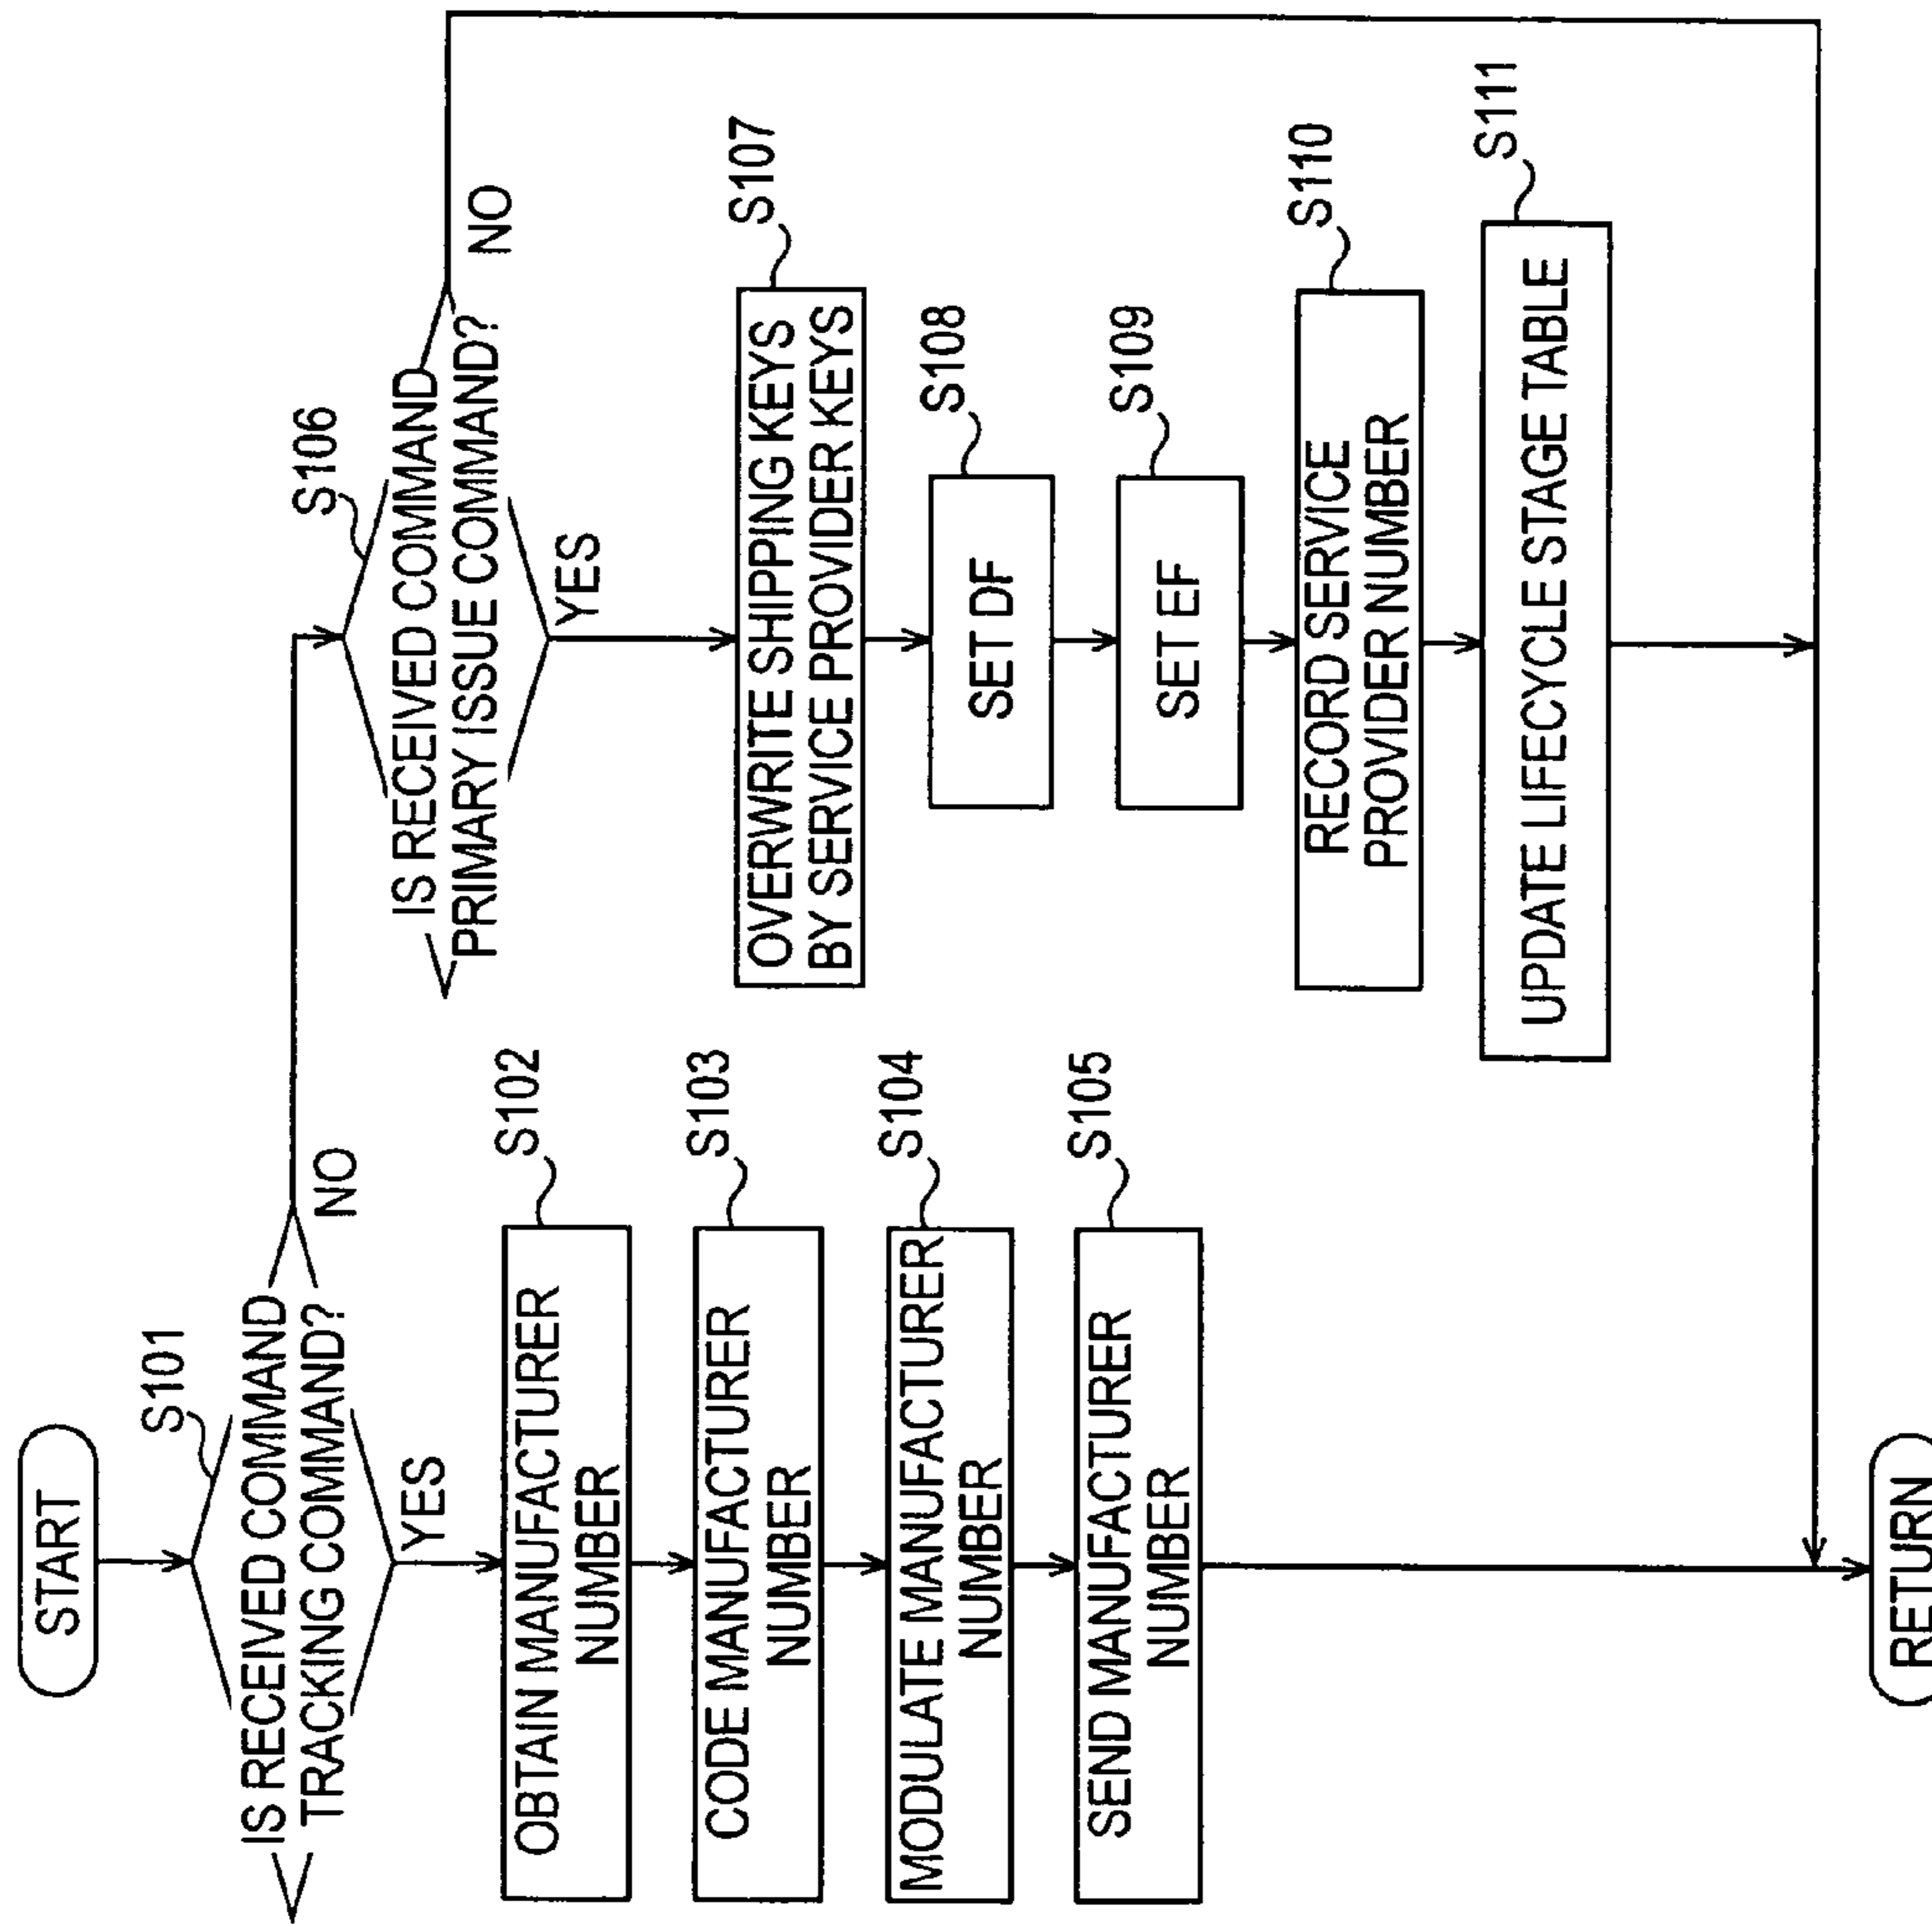 START
S101
IS RECEIVED COMMAND
TRACKING COMMAND?
NO
YES
OBTAIN MANUFACTURER
NUMBER
S102
CODE MANUFACTURER
NUMBER
S103
MODULATE MANUFACTURER
NUMBER
S104
SEND MANUFACTURER
NUMBER
S105
S106
IS RECEIVED COMMAND
PRIMARY ISSUE COMMAND?
NO
YES
OVERWRITE SHIPPING KEYS
BY SERVICE PROVIDER KEYS
S107
SET DF
S108
SET EF
S109
RECORD SERVICE
PROVIDER NUMBER
S110
UPDATE LIFECYCLE STAGE TABLE
S111
RETURN